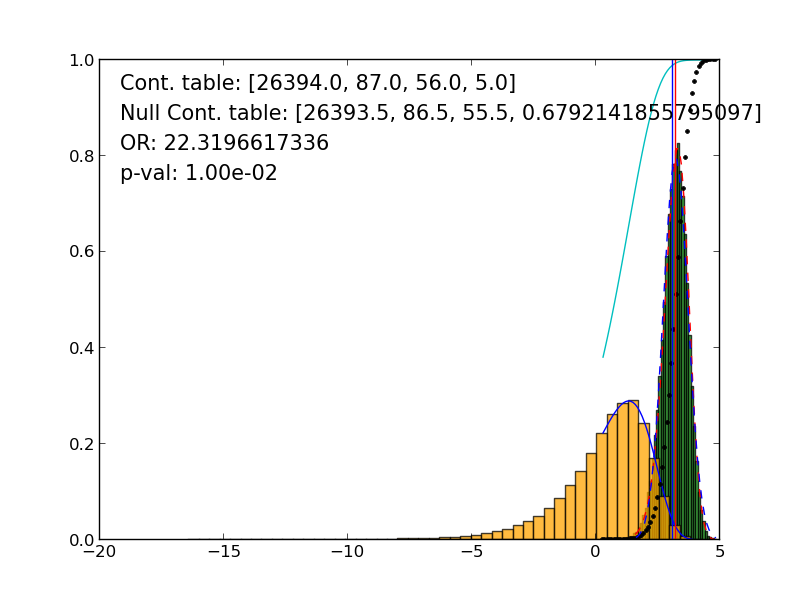 1.0
Cont. table: [26394.0, 87.0, 56.0, 5.0]
Null Cont. table: [26393.5, 86.5, 55.5, 0.6792141855795097]
OR: 22.3196617336
p-val: 1.00e-02
0.8
0.6
0.4
0.2
0.0
−20 −15 −10 −5 0 5